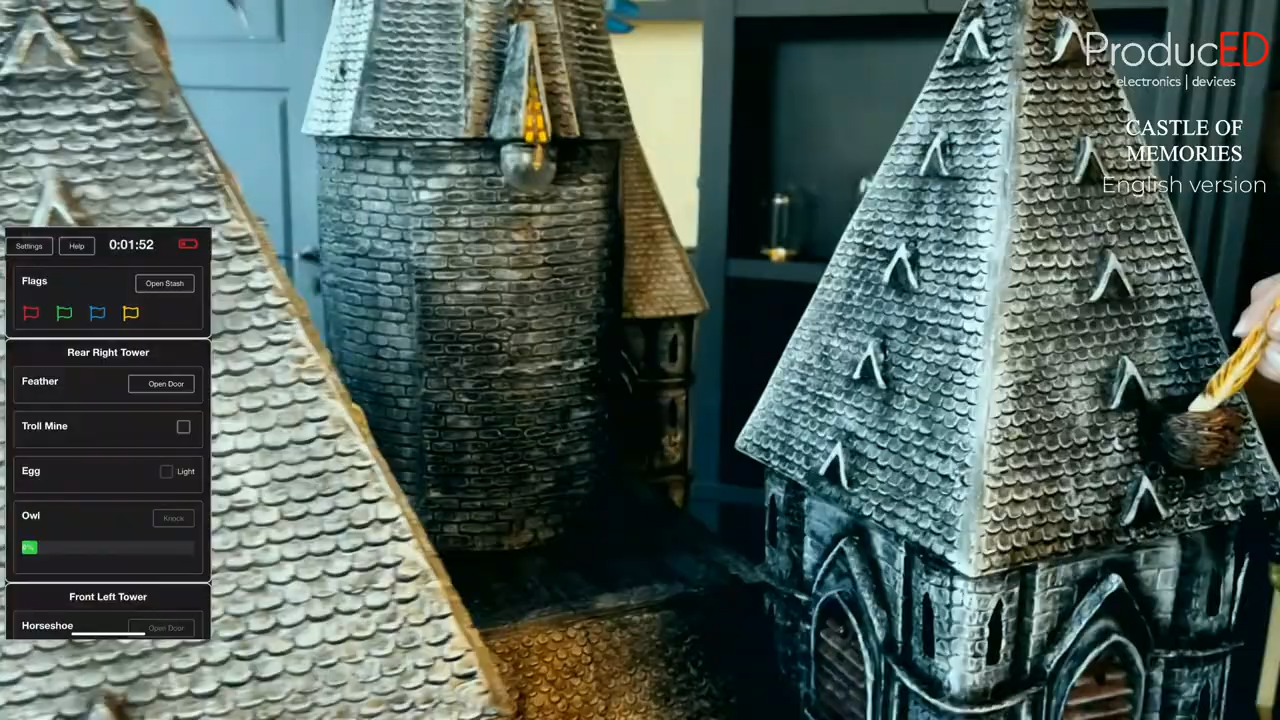 ProducED
electronics | devices
CASTLE OF
MEMORIES
English version
Settings
Help
0:01:52
Flags
Open Stash
Rear Right Tower
Feather
Open Door
Troll Mine
Egg
Light
Owl
Knock
Front Left Tower
Horseshoe
Open Door